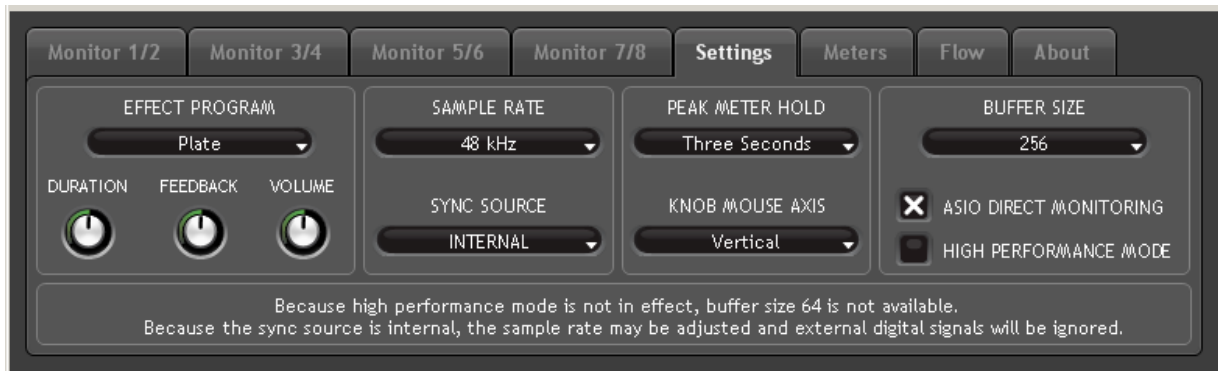 Monitor 1/2 Monitor 3/4 Monitor 5/6 Monitor 7/8 Settings Meters Flow About
EFFECT PROGRAM
Plate
DURATION FEEDBACK VOLUME
SAMPLE RATE
48 kHz
SYNC SOURCE
INTERNAL
PEAK METER HOLD
Three Seconds
KNOB MOUSE AXIS
Vertical
BUFFER SIZE
256
ASIO DIRECT MONITORING
HIGH PERFORMANCE MODE
Because high performance mode is not in effect, buffer size 64 is not available.
Because the sync source is internal, the sample rate may be adjusted and external digital signals will be ignored.